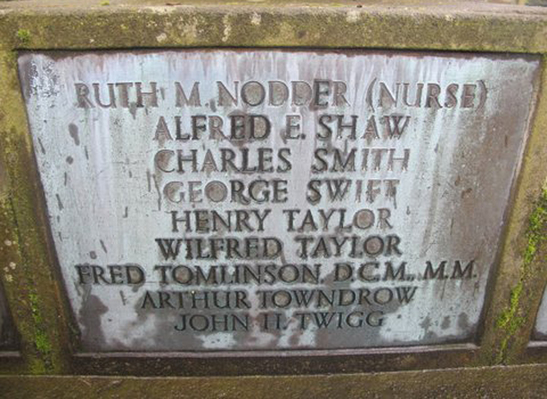 RUTH M. NODDER (NURSE)
ALFRED E. SHAW
CHARLES SMITH
GEORGE SWIFT
HENRY TAYLOR
WILFRED TAYLOR
FRED TOMLINSON, D.C.M., M.M.
ARTHUR TOWNDROW
JOHN H. TWIGG